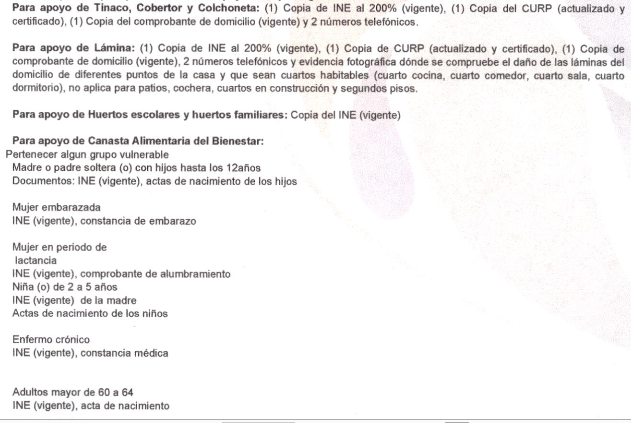 Para apoyo de Tinaco, Cobertor y Colchoneta: (1) Copia de INE al 200% (vigente), (1) Copia del CURP (actualizado y
certificado), (1) Copia del comprobante de domicilio (vigente) y 2 números telefónicos.
Para apoyo de Lámina: (1) Copia de INE al 200% (vigente), (1) Copia de CURP (actualizado y certificado), (1) Copia de
comprobante de domicilio (vigente), 2 números telefónicos y evidencia fotográfica dónde se compruebe el daño de las láminas del
domicilio de diferentes puntos de la casa y que sean cuartos habitables (cuarto cocina, cuarto comedor, cuarto sala, cuarto
dormitorio), no aplica para patios, cochera, cuartos en construcción y segundos pisos.
Para apoyo de Huertos escolares y huertos familiares: Copia del INE (vigente)
Para apoyo de Canasta Alimentaria del Bienestar:
Pertenecer algun grupo vulnerable
Madre o padre soltera (o) con hijos hasta los 12años
Documentos: INE (vigente), actas de nacimiento de los hijos
Mujer embarazada
INE (vigente), constancia de embarazo
Mujer en periodo de
lactancia
INE (vigente), comprobante de alumbramiento
Niña (o) de 2 a 5 años
INE (vigente) de la madre
Actas de nacimiento de los niños
Enfermo crónico
INE (vigente), constancia médica
Adultos mayor de 60 a 64
INE (vigente), acta de nacimiento